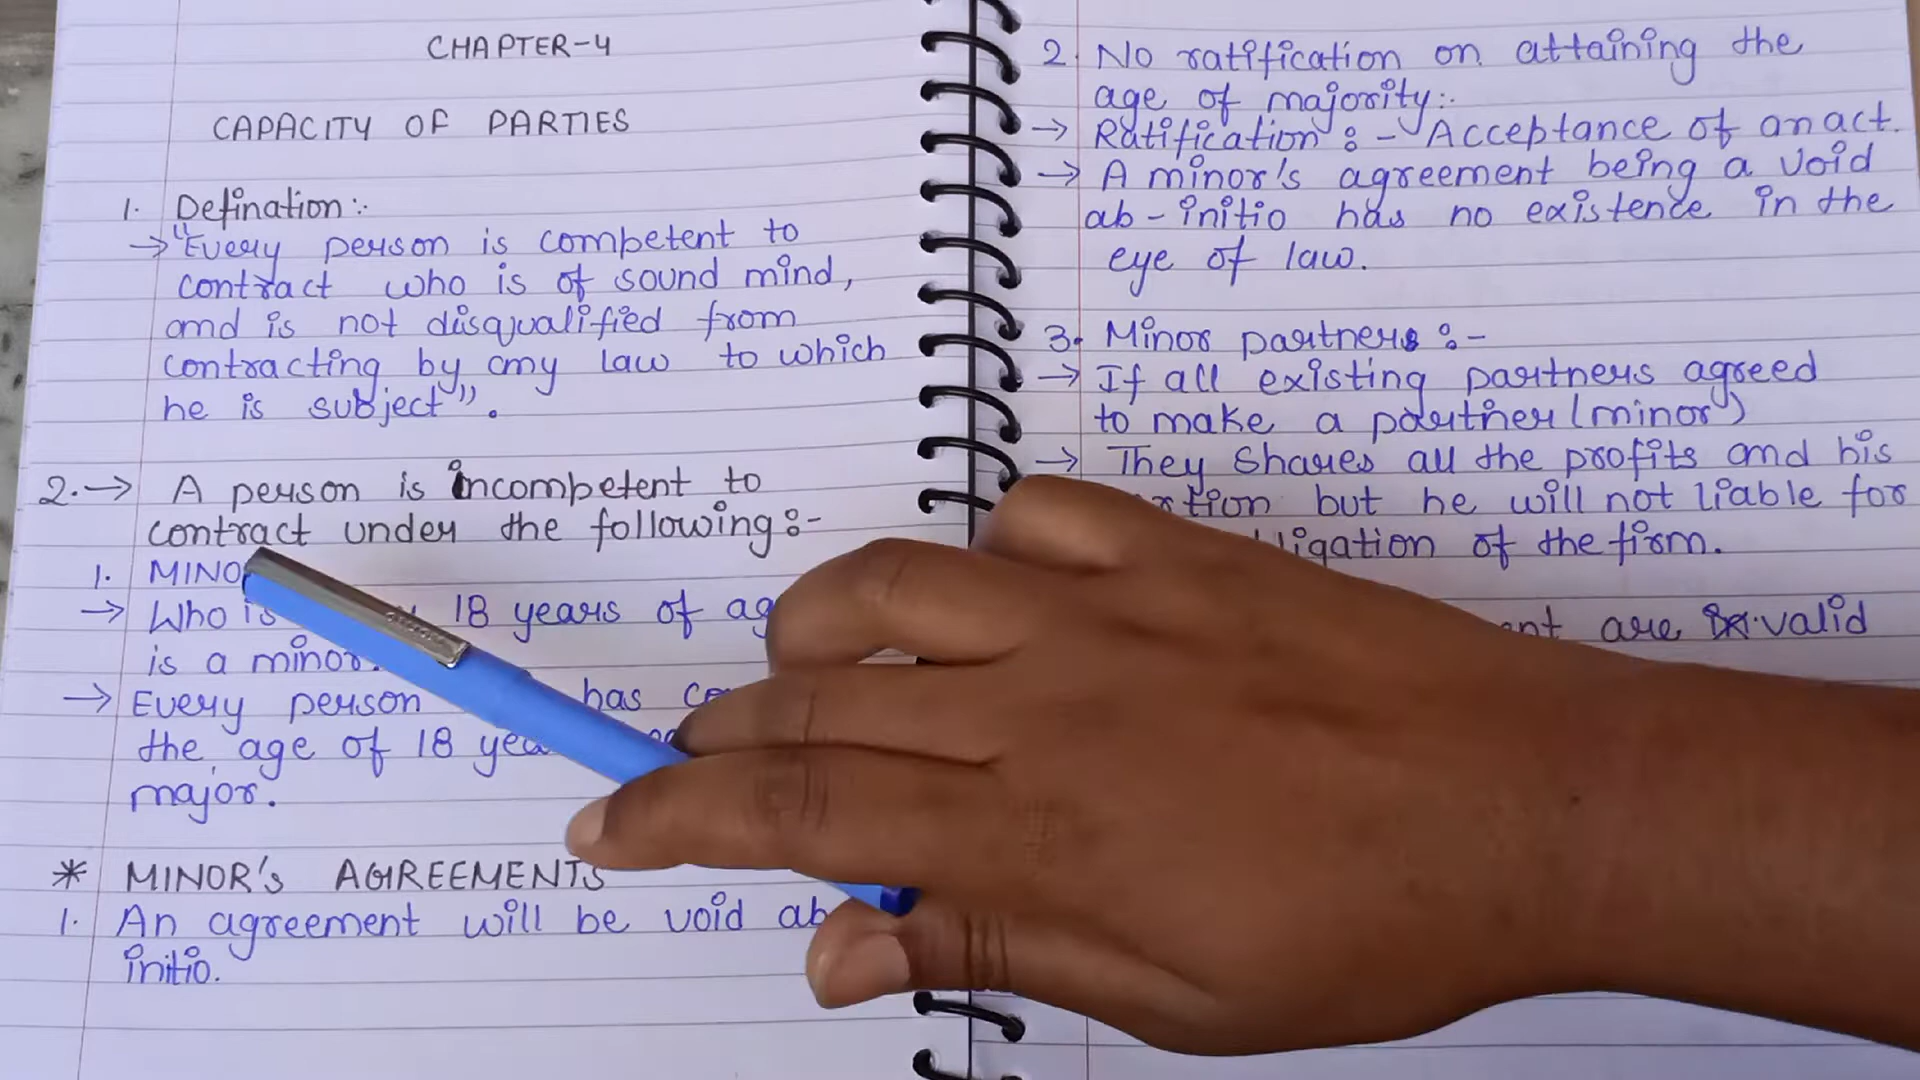 CHAPTER-4
CAPACITY OF PARTIES
1. Defination:-
→ "Every person is competent to
contract who is of sound mind,
and is not disqualified from
contracting by any law to which
he is subject".
2.→ A person is incompetent to
contract under the following:-
1. MINO
→ Who is 18 years of ag
is a minor.
→ Every person has
the age of 18
major.
* MINOR'S AGREEMENTS
1. An agreement will be void ab
initio.
2. No ratification on attaining the
age of majority:-
→ Ratification :- Acceptance of an act.
→ A minor's agreement being a void
ab-initio has no existence in the
eye of law.
3. Minor partners :-
→ If all existing partners agreed
to make a partner (minor)
→ They shares all the profits and his
but he will not liable for
of the firm.
are valid